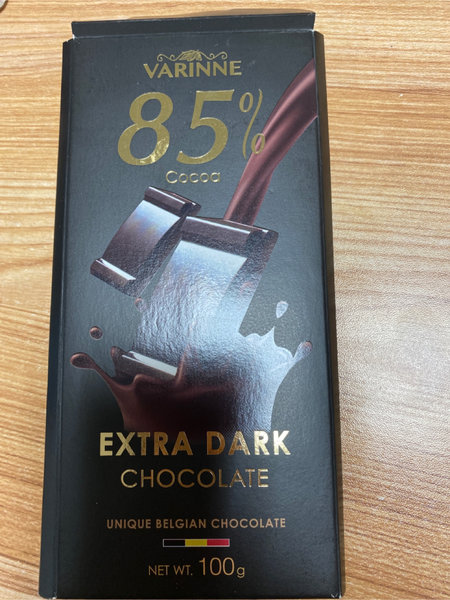 VARINNE
85%
Cocoa
EXTRA DARK
CHOCOLATE
UNIQUE BELGIAN CHOCOLATE
NET WT. 100g